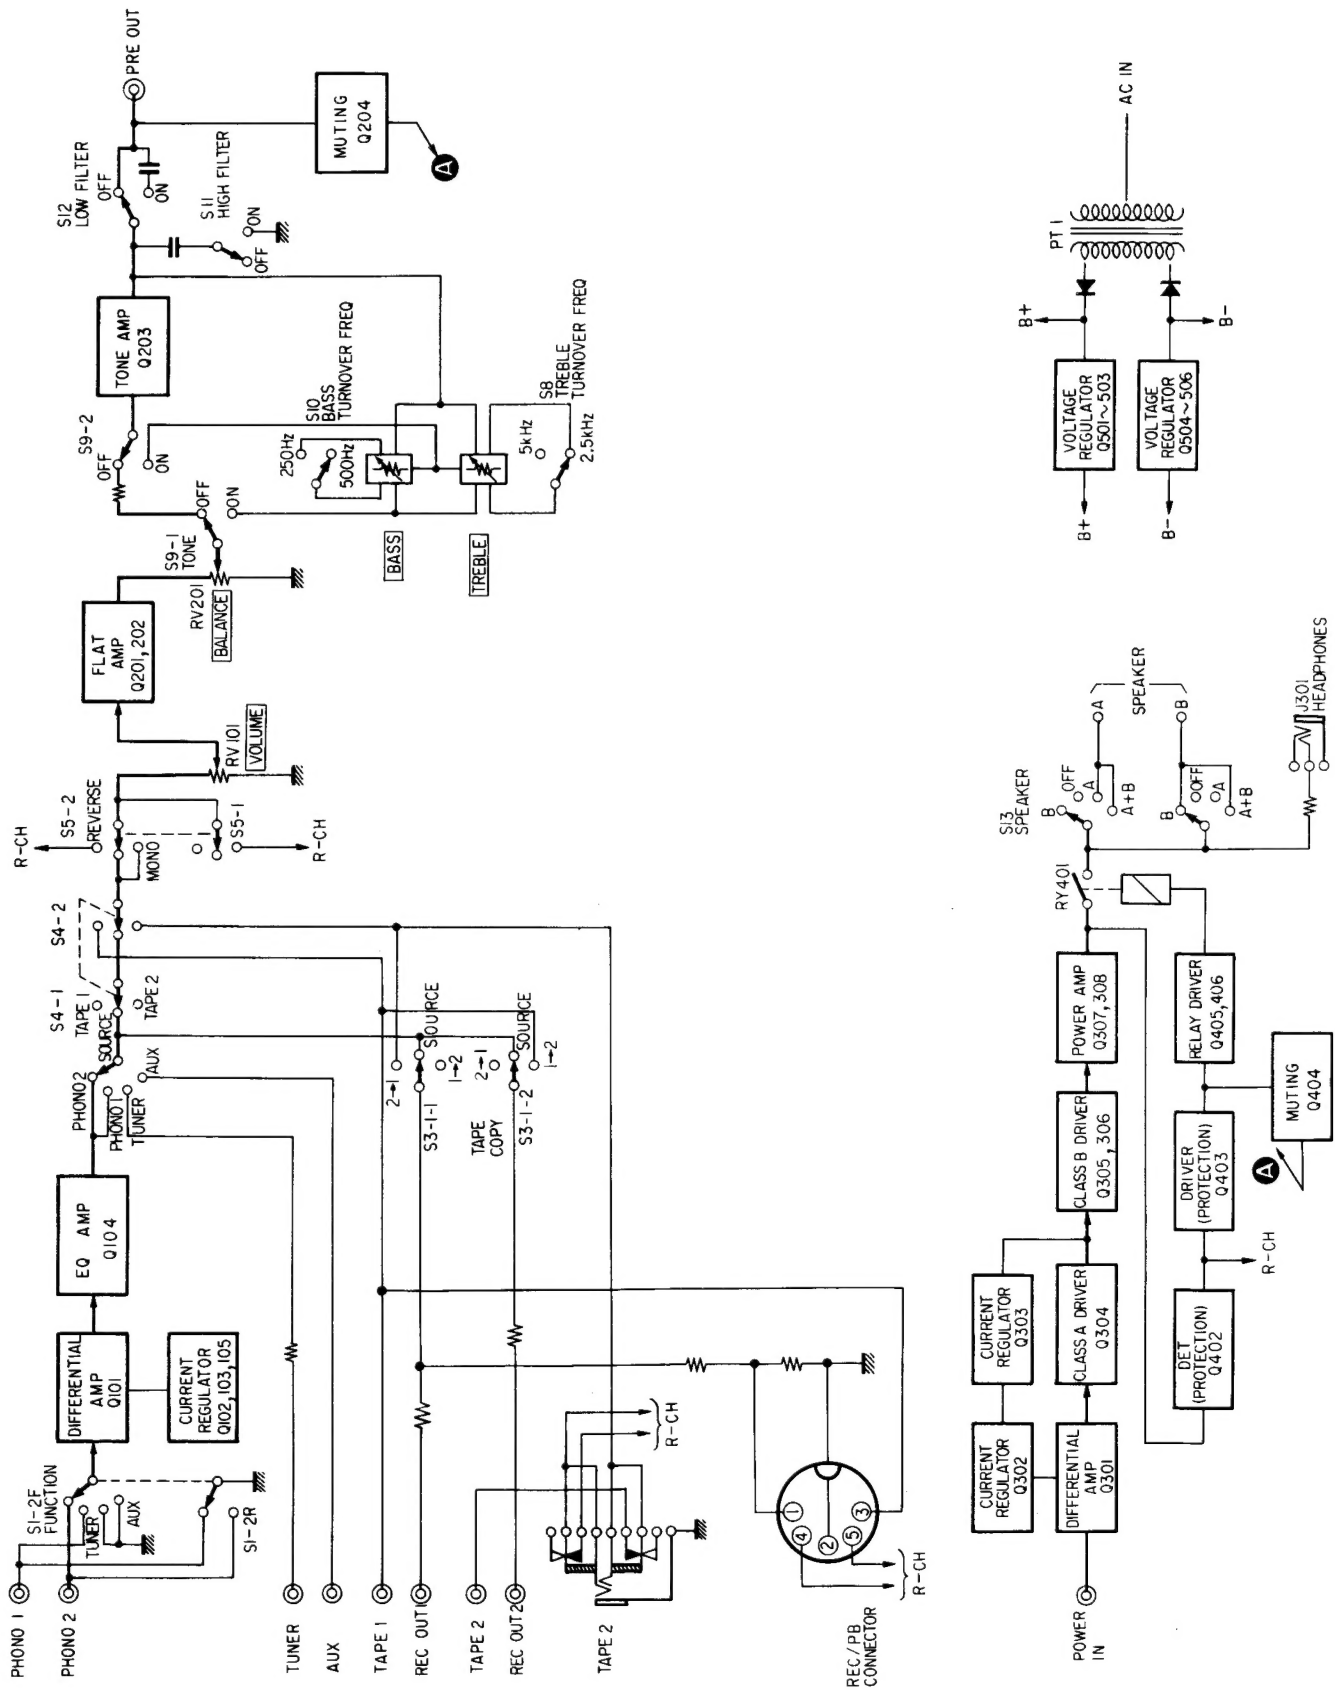 PHONO 1
PHONO 2
S1-2F
FUNCTION
TUNER
AUX
S1-2R
DIFFERENTIAL
AMP
Q101
CURRENT
REGULATOR
Q102,103,105
EQ AMP
Q104
PHONO2
PHONO1
TUNER
AUX
SOURCE
S4-1
TAPE 1
TAPE 2
S4-2
R-CH
S5-2
REVERSE
MONO
S5-1
R-CH
RV101
VOLUME
FLAT
AMP
Q201,202
RV201
BALANCE
S9-1
TONE
OFF
ON
S9-2
OFF
ON
TONE AMP
Q203
S10
BASS
TURNOVER FREQ
250Hz
500Hz
BASS
TREBLE
S8
TREBLE
TURNOVER FREQ
5kHz
2.5kHz
S12
LOW FILTER
OFF
ON
S11
HIGH FILTER
ON
OFF
MUTING
Q204
A
PRE OUT
TUNER
AUX
TAPE 1
REC OUT1
TAPE 2
REC OUT2
TAPE 2
2→1
SOURCE
1→2
S3-1-1
TAPE
COPY
2→1
SOURCE
1→2
S3-1-2
R-CH
REC/PB
CONNECTOR
1
4
2
5
3
R-CH
POWER
IN
DIFFERENTIAL
AMP
Q301
CURRENT
REGULATOR
Q302
CURRENT
REGULATOR
Q303
CLASS A DRIVER
Q304
CLASS B DRIVER
Q305,306
POWER AMP
Q307,308
RY401
S13
SPEAKER
B
OFF
A
A+B
B
OFF
A
A+B
A
SPEAKER
B
J301
HEADPHONES
DET
(PROTECTION)
Q402
R-CH
DRIVER
(PROTECTION)
Q403
RELAY DRIVER
Q405,406
MUTING
Q404
A
B+
B-
VOLTAGE
REGULATOR
Q501~503
VOLTAGE
REGULATOR
Q504~506
B+
B-
PT1
AC IN